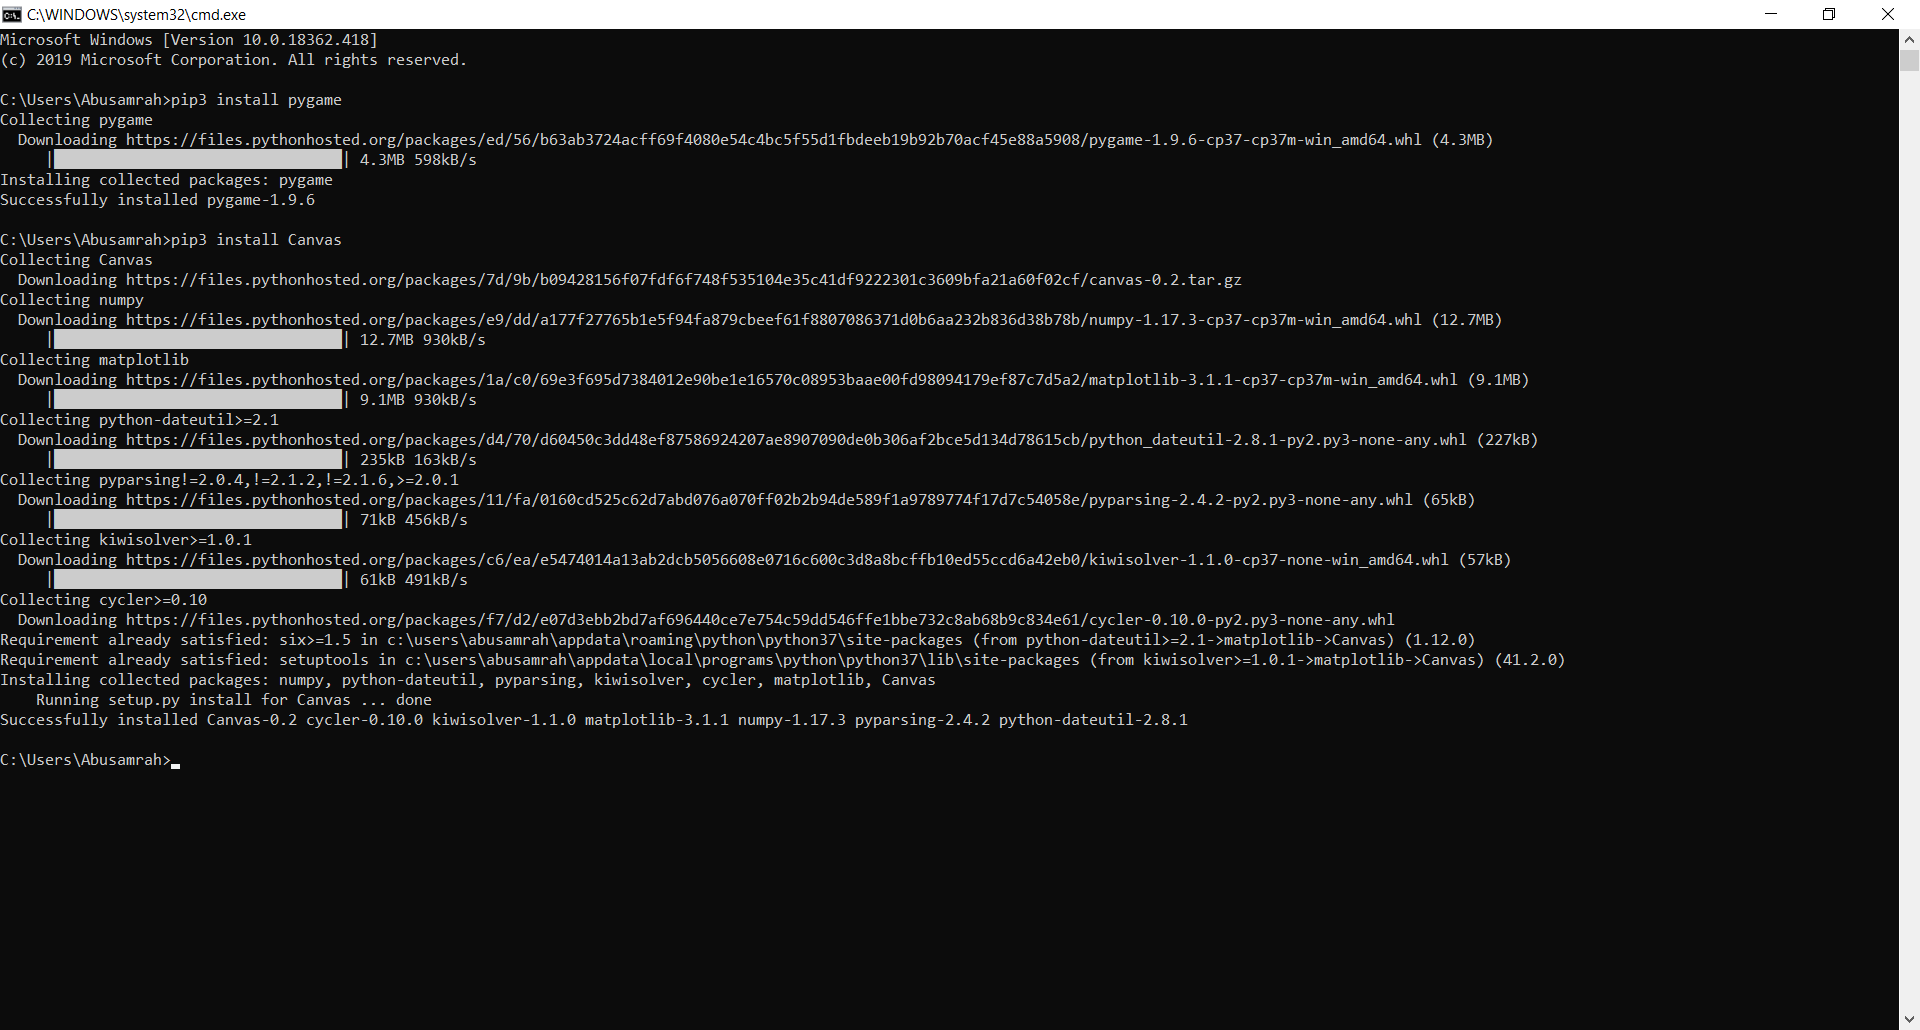 C:\WINDOWS\system32\cmd.exe
Microsoft Windows [Version 10.0.18362.418]
(c) 2019 Microsoft Corporation. All rights reserved.
C:\Users\Abusamrah>pip3 install pygame
Collecting pygame
Downloading https://files.pythonhosted.org/packages/ed/56/b63ab3724acff69f4080e54c4bc5f55d1fbdeeb19b92b70acf45e88a5908/pygame-1.9.6-cp37-cp37m-win_amd64.whl (4.3MB)
| | 4.3MB 598kB/s
Installing collected packages: pygame
Successfully installed pygame-1.9.6
C:\Users\Abusamrah>pip3 install Canvas
Collecting Canvas
Downloading https://files.pythonhosted.org/packages/7d/9b/b09428156f07fdf6f748f535104e35c41df9222301c3609bfa21a60f02cf/canvas-0.2.tar.gz
Collecting numpy
Downloading https://files.pythonhosted.org/packages/e9/dd/a177f27765b1e5f94fa879cbeef61f8807086371d0b6aa232b836d38b78b/numpy-1.17.3-cp37-cp37m-win_amd64.whl (12.7MB)
| | 12.7MB 930kB/s
Collecting matplotlib
Downloading https://files.pythonhosted.org/packages/1a/c0/69e3f695d7384012e90be1e16570c08953baae00fd98094179ef87c7d5a2/matplotlib-3.1.1-cp37-cp37m-win_amd64.whl (9.1MB)
| | 9.1MB 930kB/s
Collecting python-dateutil>=2.1
Downloading https://files.pythonhosted.org/packages/d4/70/d60450c3dd48ef87586924207ae8907090de0b306af2bce5d134d78615cb/python_dateutil-2.8.1-py2.py3-none-any.whl (227kB)
| | 235kB 163kB/s
Collecting pyparsing!=2.0.4,!=2.1.2,!=2.1.6,>=2.0.1
Downloading https://files.pythonhosted.org/packages/11/fa/0160cd525c62d7abd076a070ff02b2b94de589f1a9789774f17d7c54058e/pyparsing-2.4.2-py2.py3-none-any.whl (65kB)
| | 71kB 456kB/s
Collecting kiwisolver>=1.0.1
Downloading https://files.pythonhosted.org/packages/c6/ea/e5474014a13ab2dcb5056608e0716c600c3d8a8bcffb10ed55ccd6a42eb0/kiwisolver-1.1.0-cp37-none-win_amd64.whl (57kB)
| | 61kB 491kB/s
Collecting cycler>=0.10
Downloading https://files.pythonhosted.org/packages/f7/d2/e07d3ebb2bd7af696440ce7e754c59dd546ffe1bbe732c8ab68b9c834e61/cycler-0.10.0-py2.py3-none-any.whl
Requirement already satisfied: six>=1.5 in c:\users\abusamrah\appdata\roaming\python\python37\site-packages (from python-dateutil>=2.1->matplotlib->Canvas) (1.12.0)
Requirement already satisfied: setuptools in c:\users\abusamrah\appdata\local\programs\python\python37\lib\site-packages (from kiwisolver>=1.0.1->matplotlib->Canvas) (41.2.0)
Installing collected packages: numpy, python-dateutil, pyparsing, kiwisolver, cycler, matplotlib, Canvas
Running setup.py install for Canvas ... done
Successfully installed Canvas-0.2 cycler-0.10.0 kiwisolver-1.1.0 matplotlib-3.1.1 numpy-1.17.3 pyparsing-2.4.2 python-dateutil-2.8.1
C:\Users\Abusamrah>